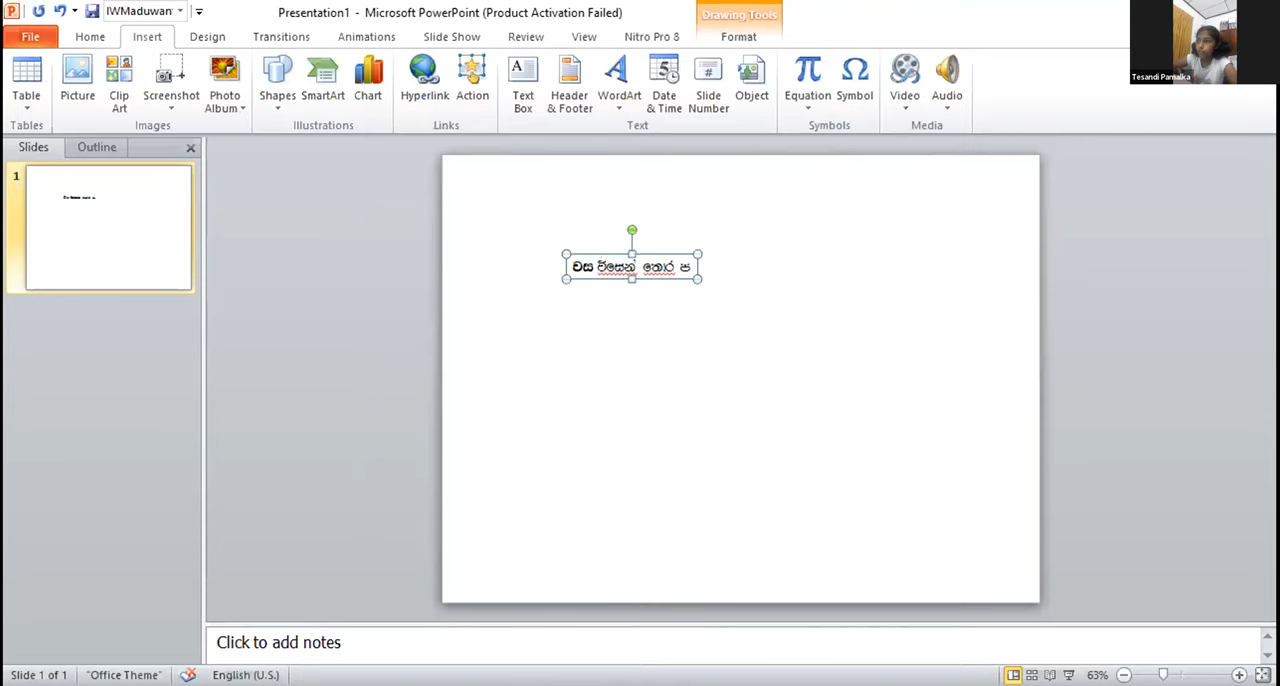 IWMaduwan
Presentation1 - Microsoft PowerPoint (Product Activation Failed)
Drawing Tools
File Home Insert Design Transitions Animations Slide Show Review View Nitro Pro 8 Format
Table Picture Clip Art Screenshot Photo Album Shapes SmartArt Chart Hyperlink Action Text Box Header & Footer WordArt Date & Time Slide Number Object Equation Symbol Video Audio
Tables Images Illustrations Links Text Symbols Media
Tesandi Pamalka
Slides Outline
1
වස විසෙන් තොර ප
Click to add notes
Slide 1 of 1 "Office Theme" English (U.S.) 63%